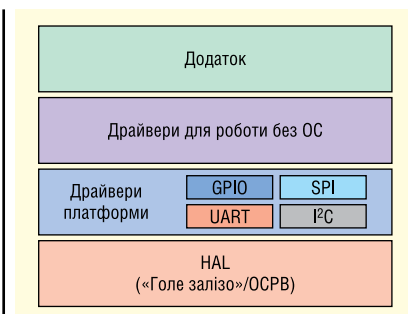 Додаток
Драйвери для роботи без ОС
Драйвери
платформи
GPIO
SPI
UART
I²C
HAL
(«Голе залізо»/ОСРВ)